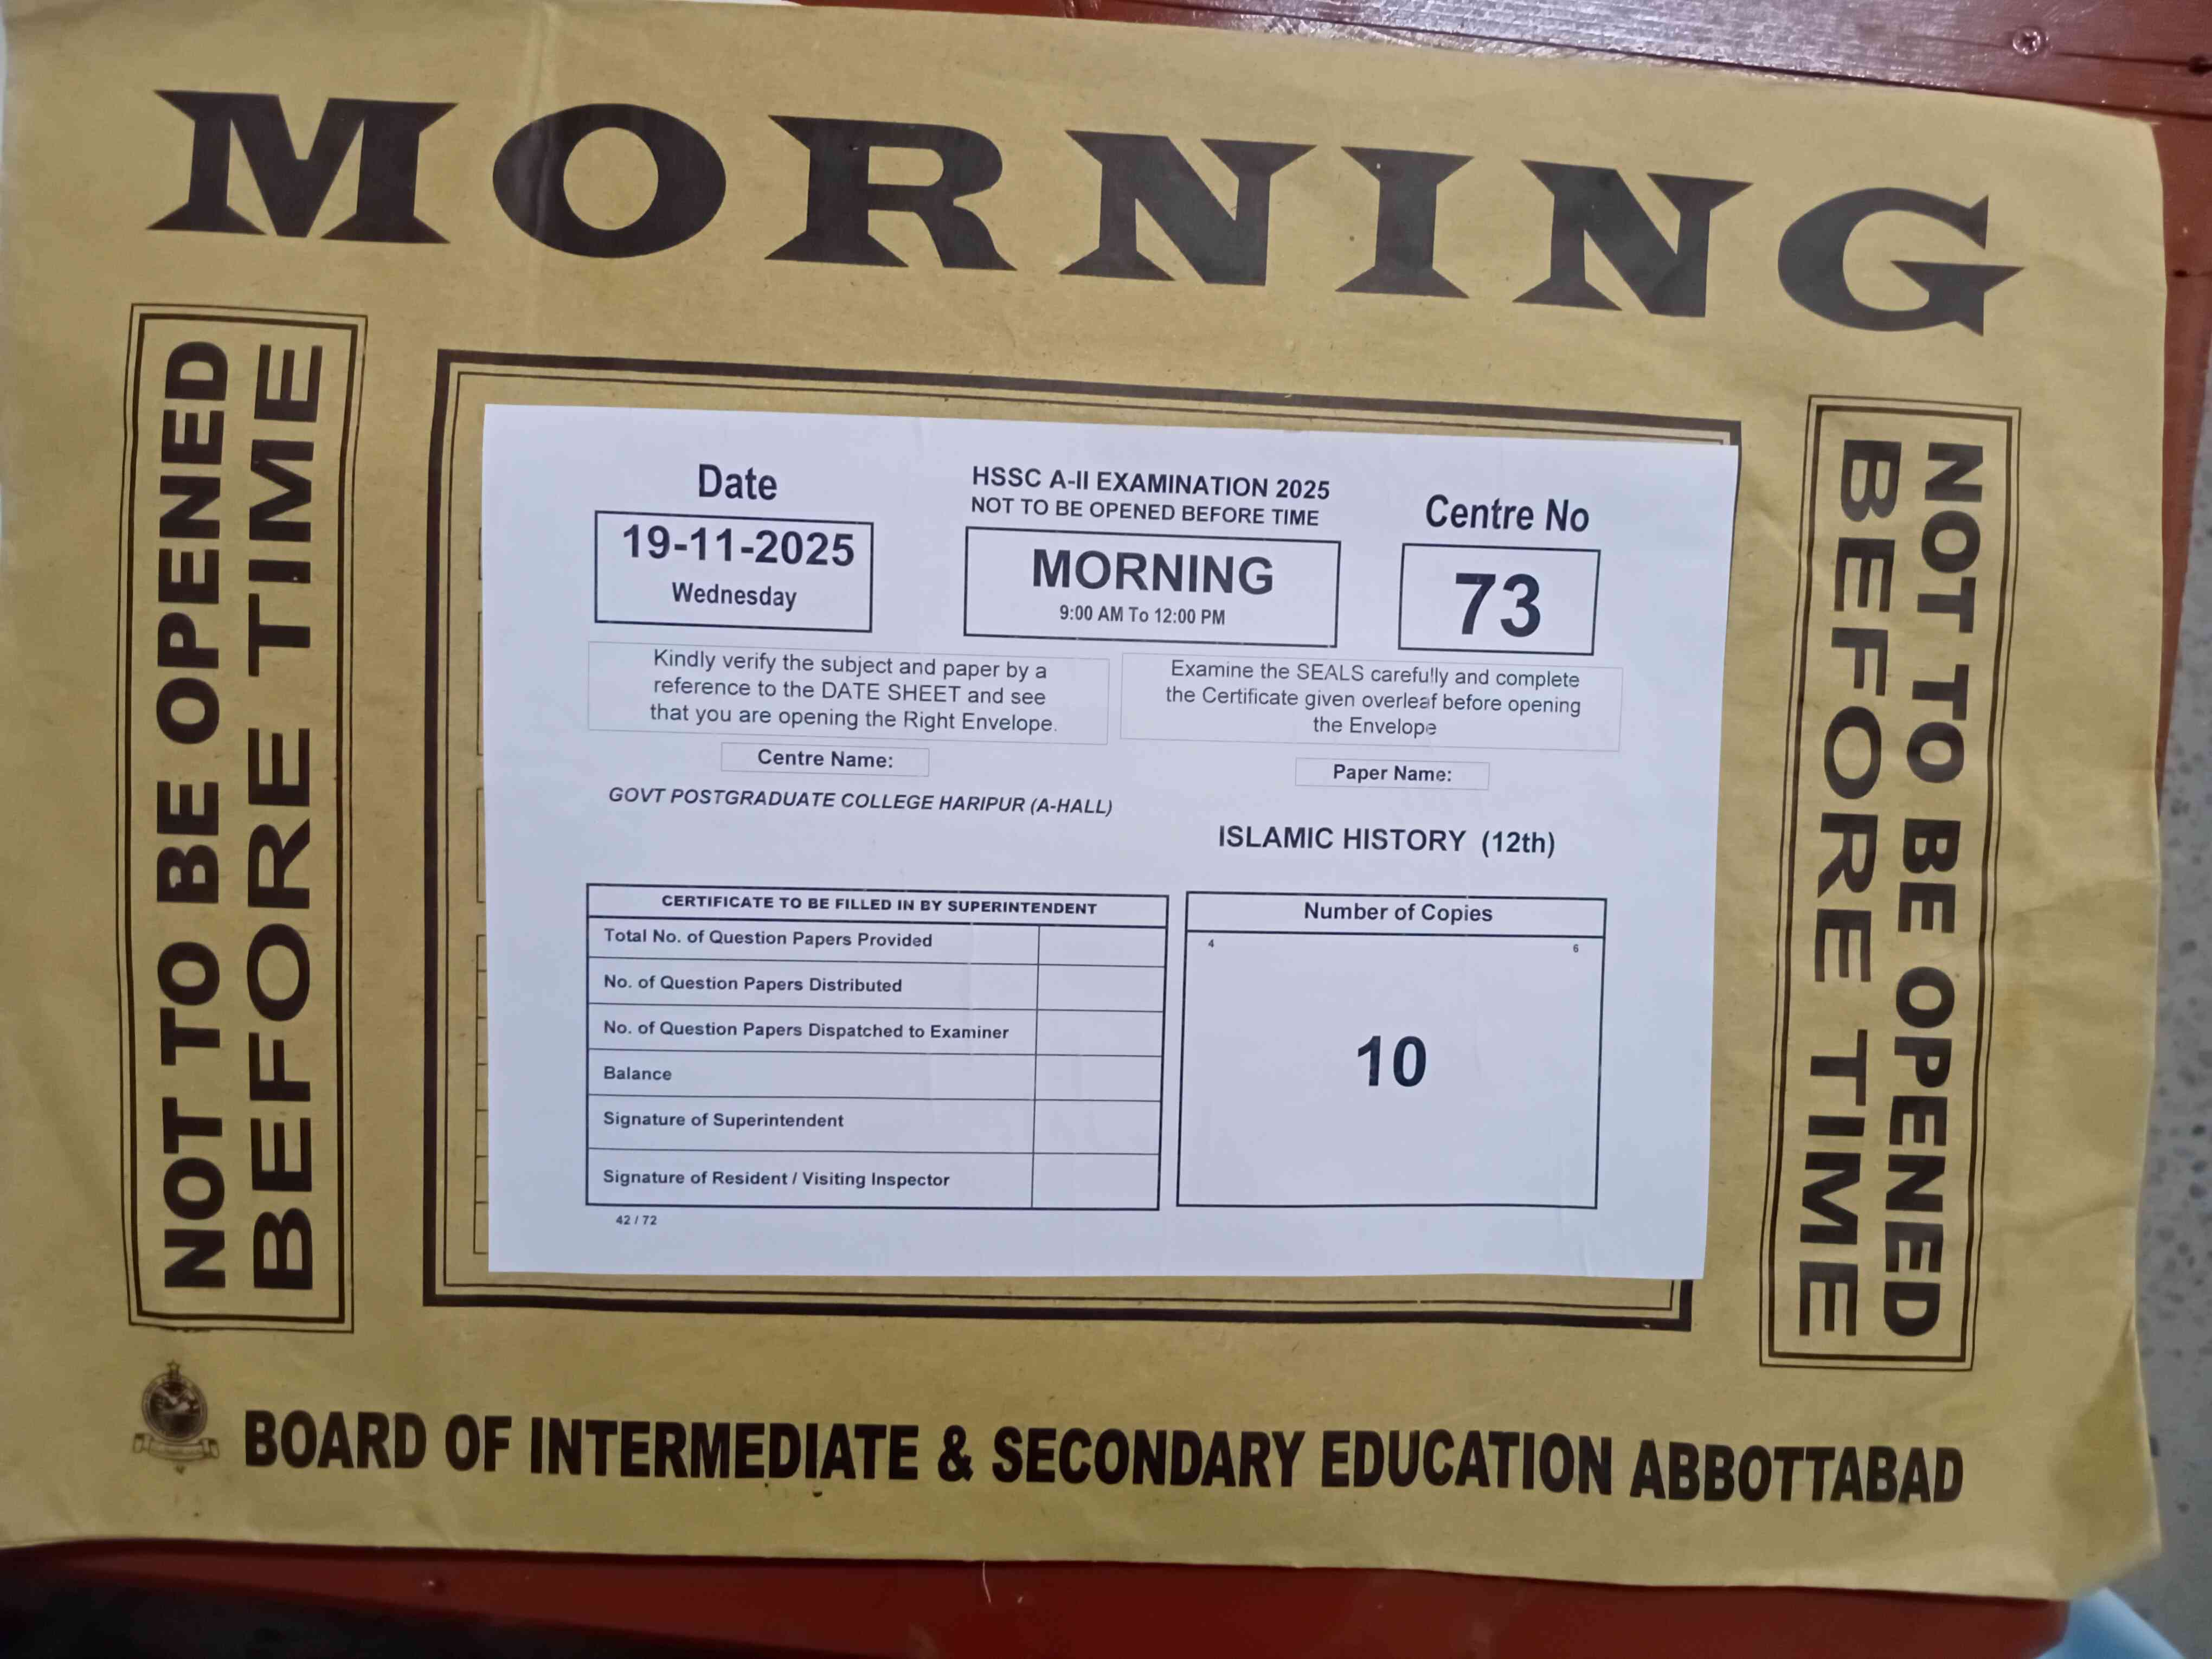 MORNING
NOT TO BE OPENED
BEFORE TIME
Date
19-11-2025
Wednesday
HSSC A-II EXAMINATION 2025
NOT TO BE OPENED BEFORE TIME
MORNING
9:00 AM To 12:00 PM
Centre No
73
Kindly verify the subject and paper by a
reference to the DATE SHEET and see
that you are opening the Right Envelope.
Examine the SEALS carefully and complete
the Certificate given overleaf before opening
the Envelope
Centre Name:
GOVT POSTGRADUATE COLLEGE HARIPUR (A-HALL)
Paper Name:
ISLAMIC HISTORY (12th)
CERTIFICATE TO BE FILLED IN BY SUPERINTENDENT
Total No. of Question Papers Provided
No. of Question Papers Distributed
No. of Question Papers Dispatched to Examiner
Balance
Signature of Superintendent
Signature of Resident / Visiting Inspector
42 / 72
Number of Copies
4 6
10
NOT TO BE OPENED
BEFORE TIME
BOARD OF INTERMEDIATE & SECONDARY EDUCATION ABBOTTABAD